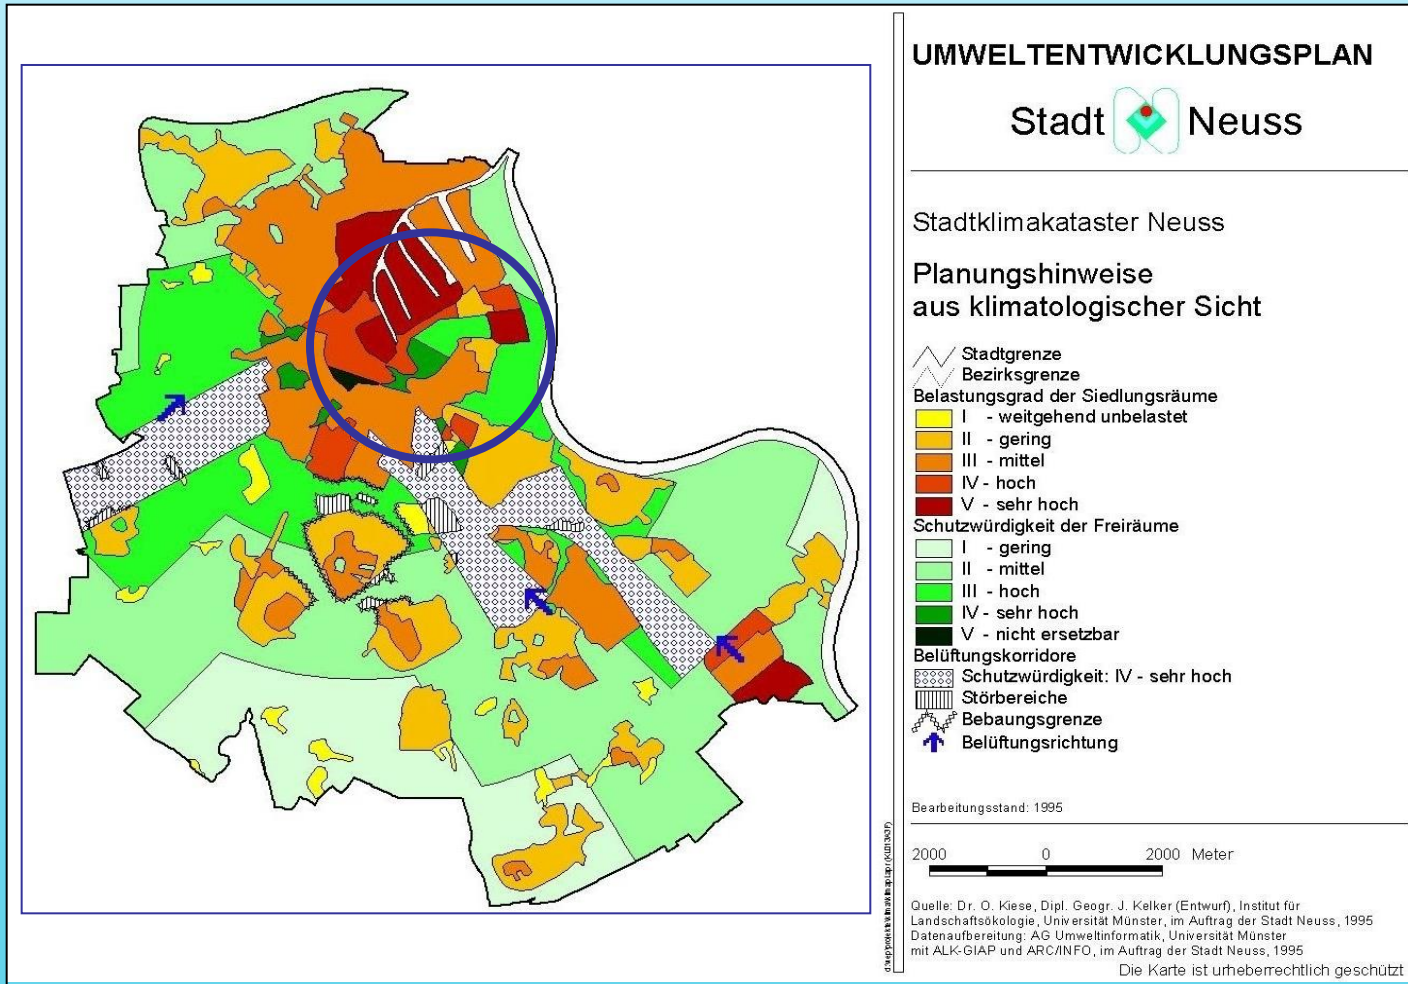 UMWELTENTWICKLUNGSPLAN
Stadt Neuss
Stadtklimakataster Neuss
Planungshinweise
aus klimatologischer Sicht
Stadtgrenze
Bezirksgrenze
Belastungsgrad der Siedlungsräume
I - weitgehend unbelastet
II - gering
III - mittel
IV - hoch
V - sehr hoch
Schutzwürdigkeit der Freiräume
I - gering
II - mittel
III - hoch
IV - sehr hoch
V - nicht ersetzbar
Belüftungskorridore
Schutzwürdigkeit: IV - sehr hoch
Störbereiche
Bebaungsgrenze
Belüftungsrichtung
Bearbeitungsstand: 1995
2000 0 2000 Meter
Quelle: Dr. O. Kiese, Dipl. Geogr. J. Kelker (Entwurf), Institut für
Landschaftsökologie, Universität Münster, im Auftrag der Stadt Neuss, 1995
Datenaufbereitung: AG Umweltinformatik, Universität Münster
mit ALK-GIAP und ARC/INFO, im Auftrag der Stadt Neuss, 1995
Die Karte ist urheberrechtlich geschützt